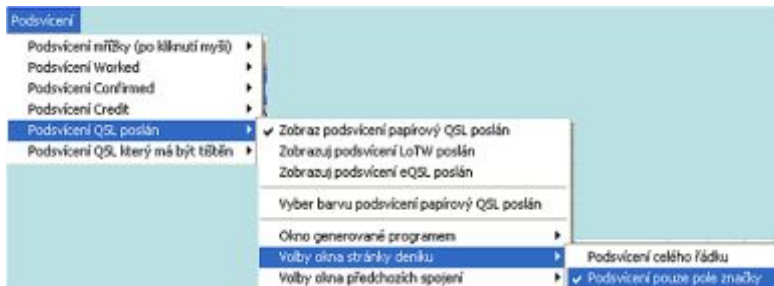 Podsvícení
Podsvícení mřížky (po kliknutí myší)
Podsvícení Worked
Podsvícení Confirmed
Podsvícení Credit
Podsvícení QSL poslán
Podsvícení QSL který má být tištěn
Zobraz podsvícení papírový QSL poslán
Zobrazuj podsvícení LoTW poslán
Zobrazuj podsvícení eQSL poslán
Vyber barvu podsvícení papírový QSL poslán
Okno generované programem
Volby okna stránky deníku
Volby okna předchozích spojení
Podsvícení celého řádku
Podsvícení pouze pole značky